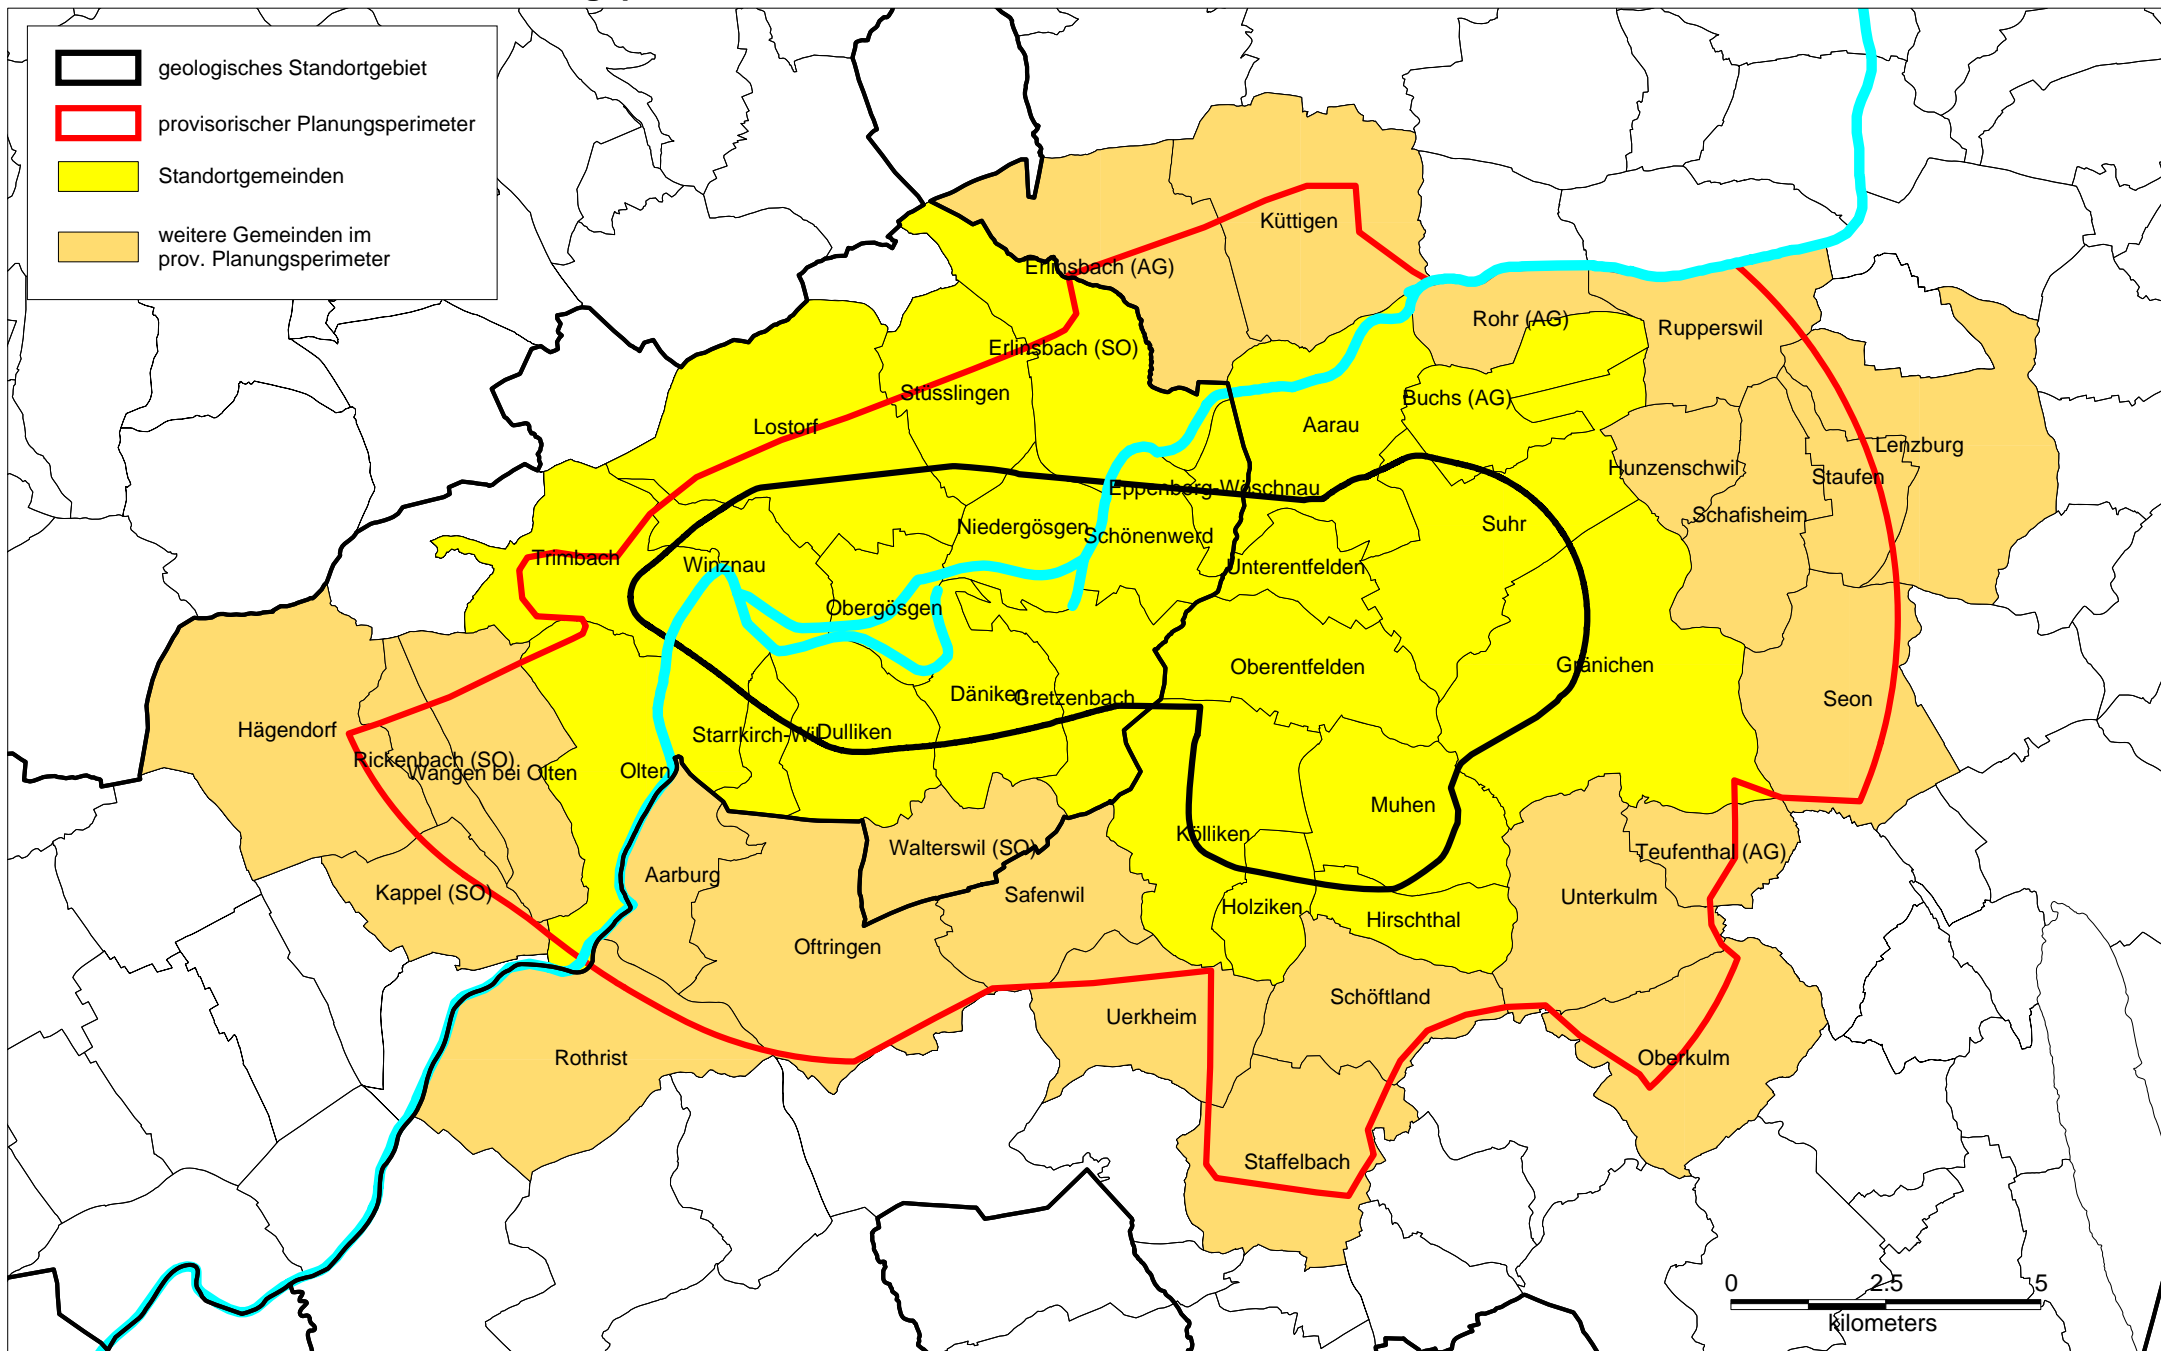 geologisches Standortgebiet
provisorischer Planungsperimeter
Standortgemeinden
weitere Gemeinden im
prov. Planungsperimeter
Küttigen
Erlinsbach (AG)
Rohr (AG)
Rupperswil
Erlinsbach (SO)
Stüsslingen
Buchs (AG)
Lostorf
Aarau
Lenzburg
Hunzenschwil
Staufen
Eppenberg-Wöschnau
Schafisheim
Niedergösgen
Suhr
Schönenwerd
Trimbach
Winznau
Unterentfelden
Obergösgen
Oberentfelden
Gränichen
Däniken
Gretzenbach
Seon
Hägendorf
Starrkirch-Wil
Dulliken
Rickenbach (SO)
Wangen bei Olten
Olten
Muhen
Kölliken
Walterswil (SO)
Teufenthal (AG)
Aarburg
Kappel (SO)
Safenwil
Unterkulm
Holziken
Hirschthal
Oftringen
Schöftland
Uerkheim
Rothrist
Oberkulm
Staffelbach
0 2.5 5
kilometers